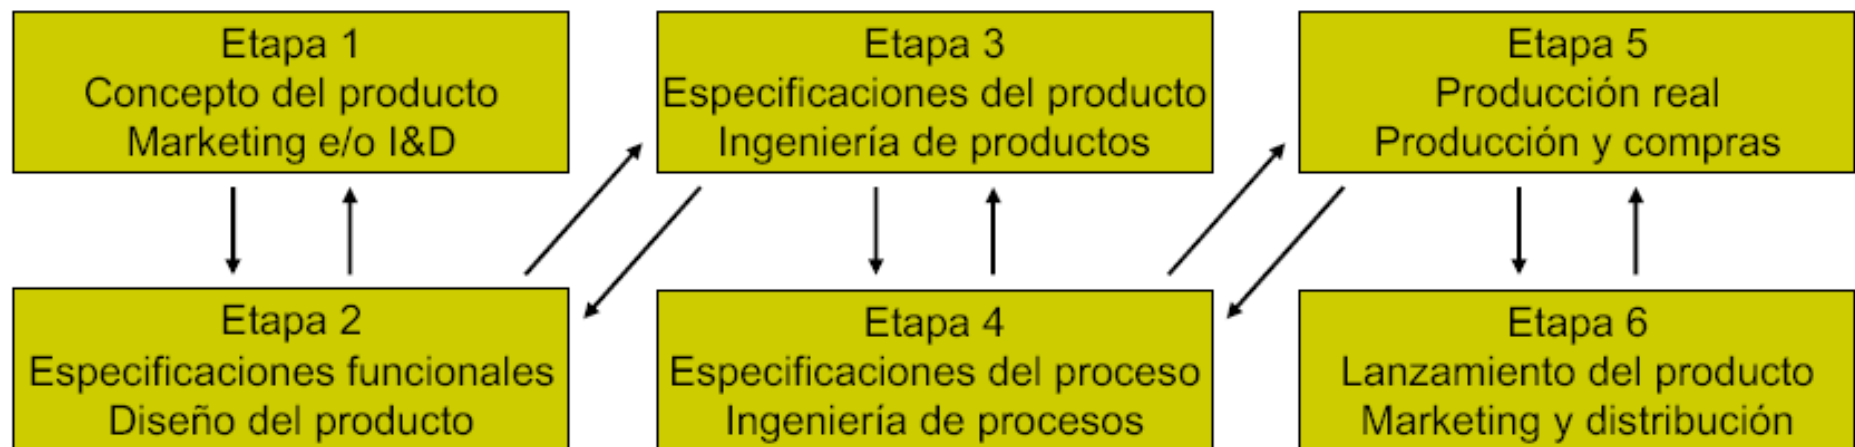 Etapa 1
Concepto del producto
Marketing e/o I&D
Etapa 2
Especificaciones funcionales
Diseño del producto
Etapa 3
Especificaciones del producto
Ingeniería de productos
Etapa 4
Especificaciones del proceso
Ingeniería de procesos
Etapa 5
Producción real
Producción y compras
Etapa 6
Lanzamiento del producto
Marketing y distribución